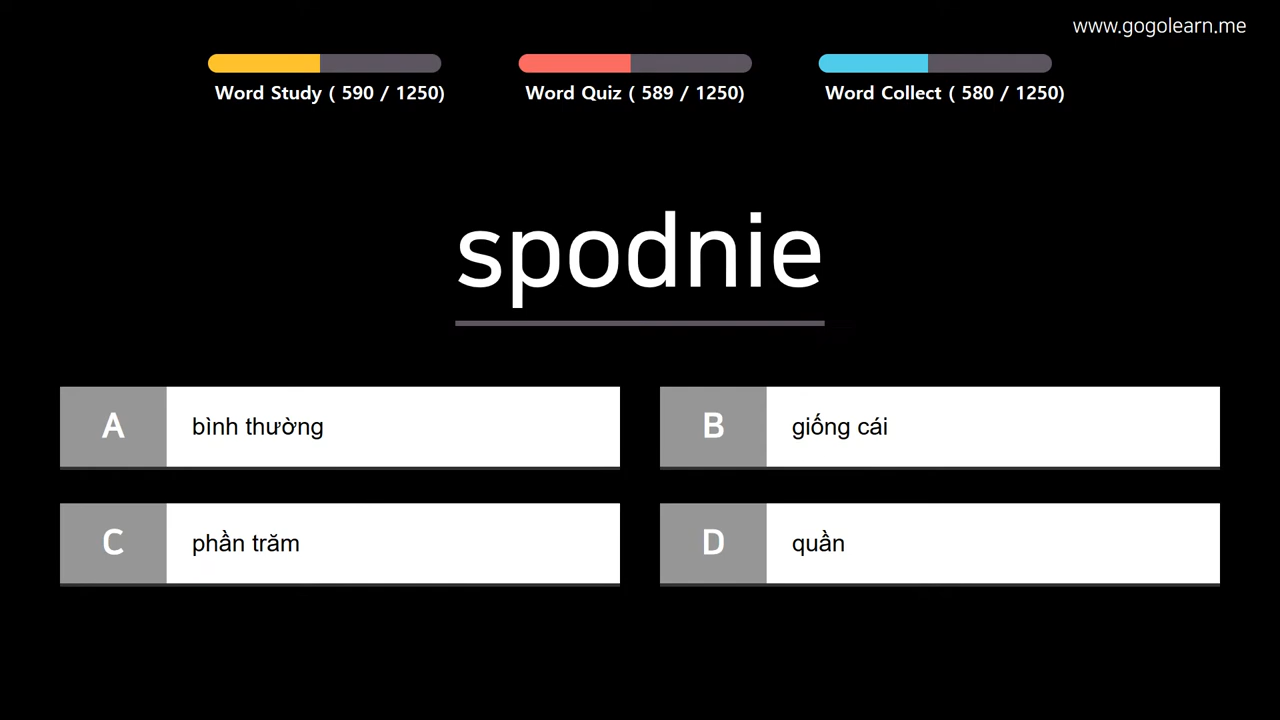 www.gogolearn.me
Word Study ( 590 / 1250)
Word Quiz ( 589 / 1250)
Word Collect ( 580 / 1250)
spodnie
A bình thường
B giống cái
C phần trăm
D quần